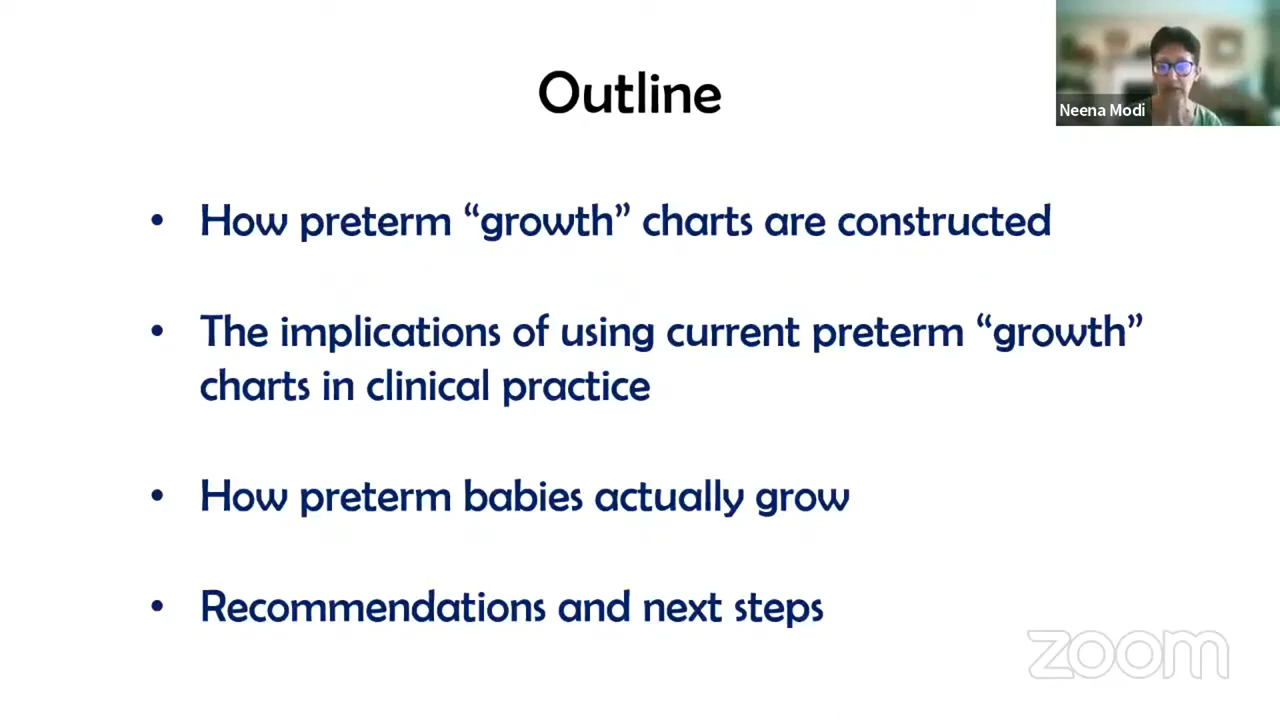 Outline
Neena Modi
• How preterm “growth” charts are constructed
• The implications of using current preterm “growth”
charts in clinical practice
• How preterm babies actually grow
• Recommendations and next steps
zoom